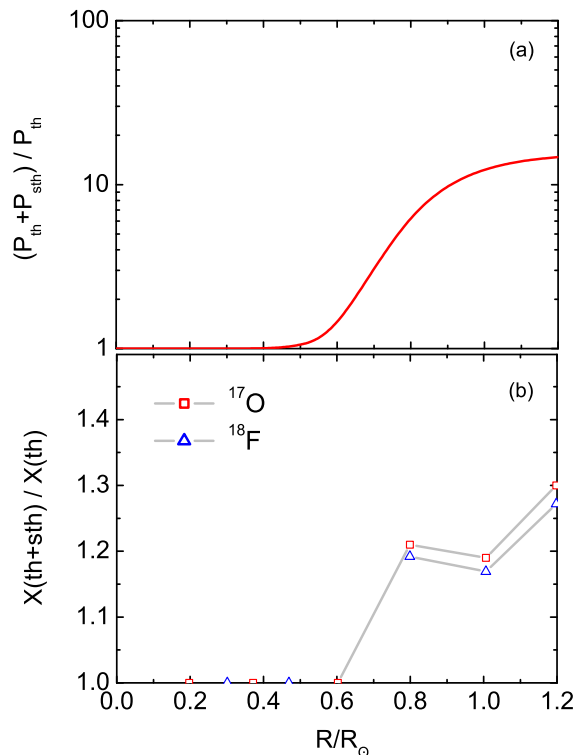 100
10
1
(P_th+P_sth) / P_th
(a)
1.4
1.3
1.2
1.1
1.0
X(th+sth) / X(th)
(b)
¹⁷O
¹⁸F
0.0 0.2 0.4 0.6 0.8 1.0 1.2
R/R☉